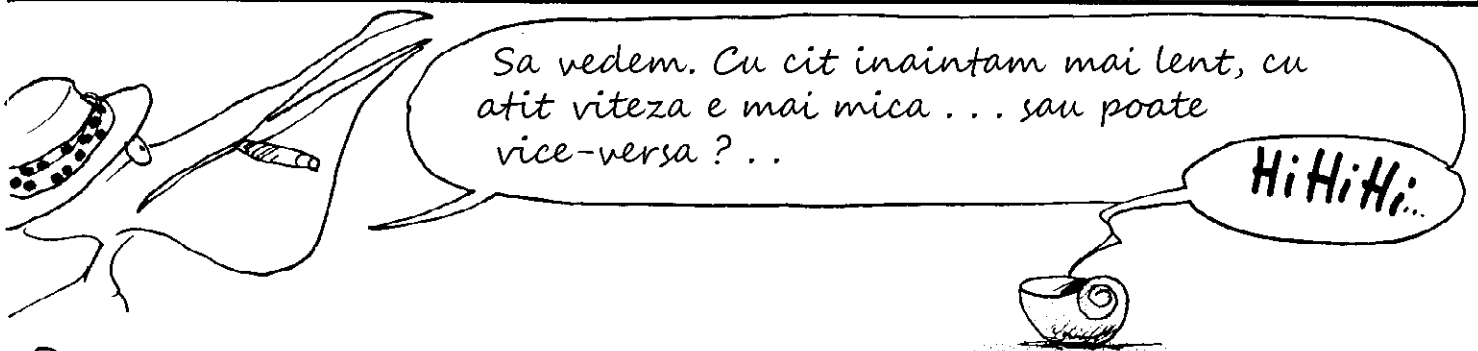 Sa vedem. Cu cit inaintam mai lent, cu
atit viteza e mai mica . . . sau poate
vice-versa ? . .
HiHiHi...